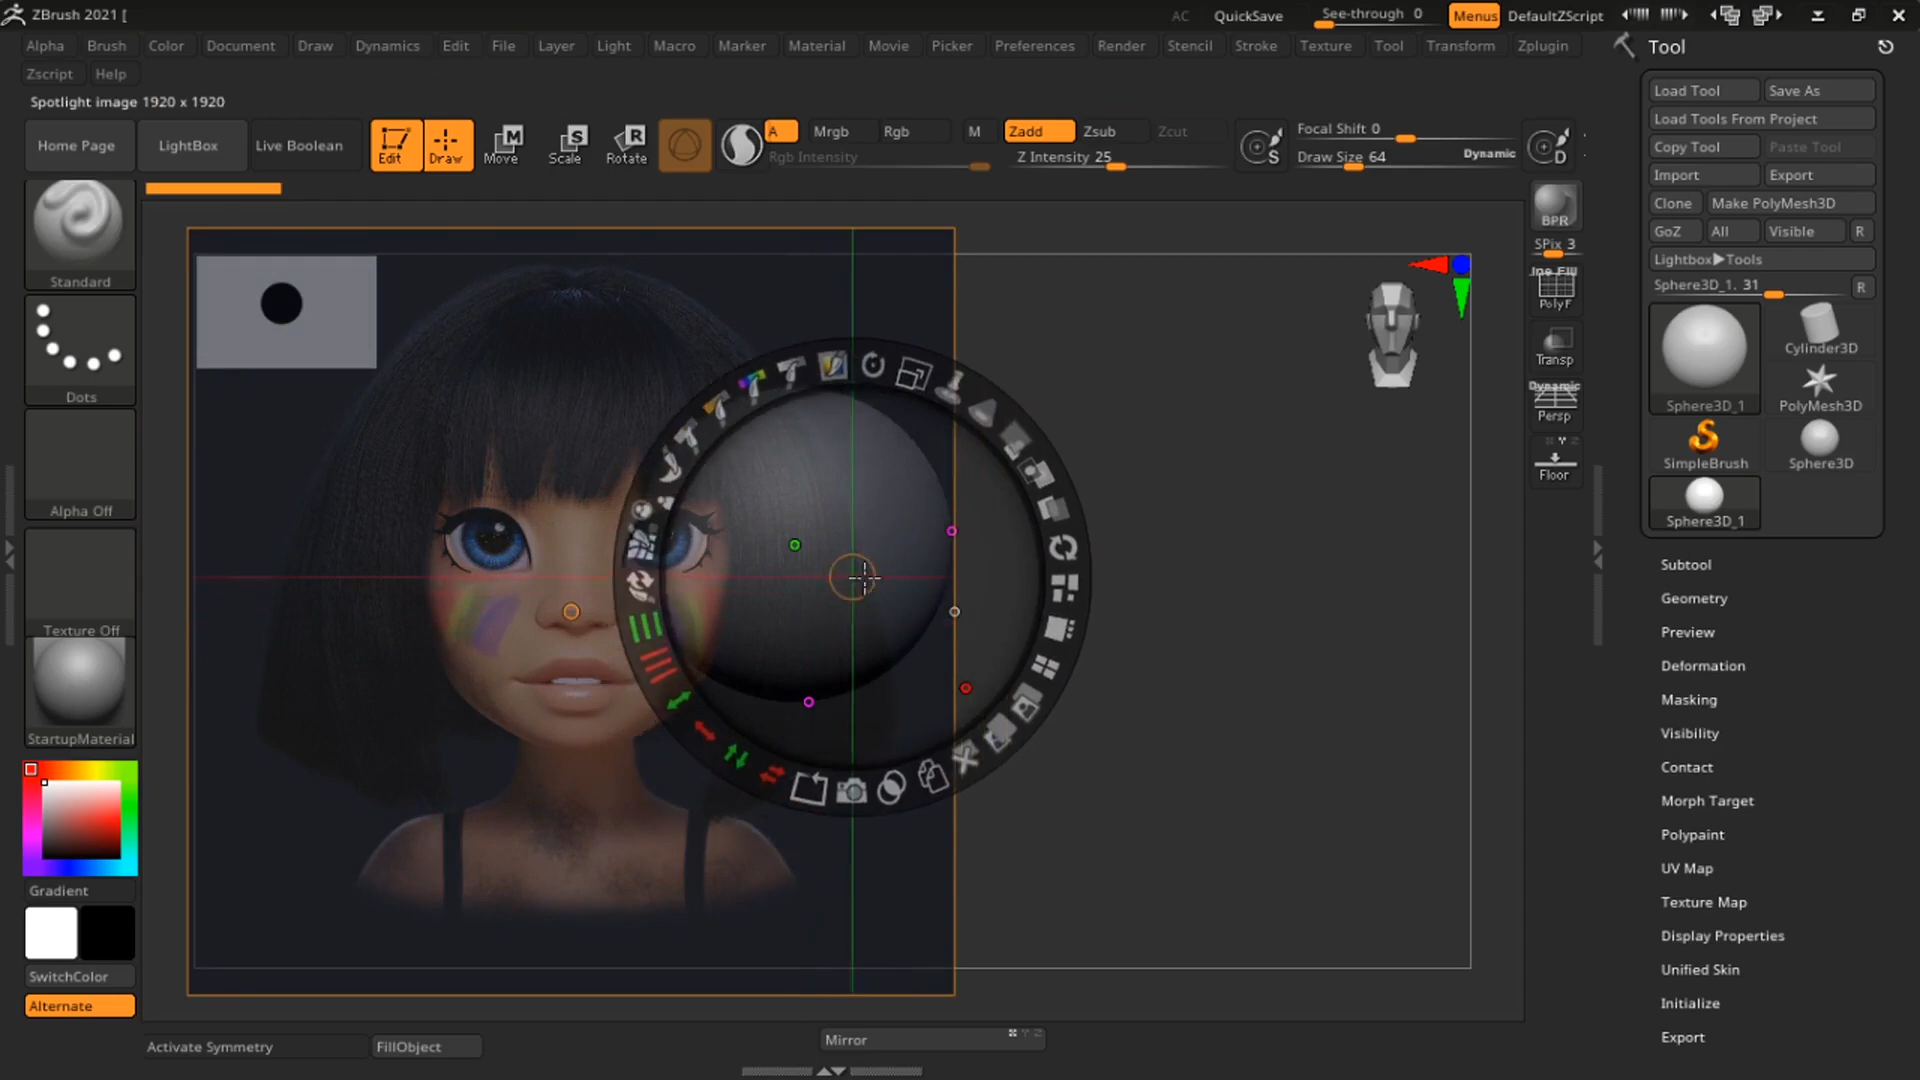 ZBrush 2021 [
AC QuickSave See-through 0 Menus DefaultZScript
Alpha Brush Color Document Draw Dynamics Edit File Layer Light Macro Marker Material Movie Picker Preferences Render Stencil Stroke Texture Tool Transform Zplugin
Zscript Help
Spotlight image 1920 x 1920
Home Page LightBox Live Boolean Edit Draw Move Scale Rotate
A Mrgb Rgb M Zadd Zsub Zcut
Rgb Intensity Z Intensity 25
Focal Shift 0
Draw Size 64 Dynamic
S D
Standard
Dots
Alpha Off
Texture Off
StartupMaterial
Gradient
SwitchColor
Alternate
Activate Symmetry FillObject Mirror
BPR
SPix 3
Line Fill
PolyF
Transp
Dynamic
Persp
Floor
Tool
Load Tool Save As
Load Tools From Project
Copy Tool Paste Tool
Import Export
Clone Make PolyMesh3D
GoZ All Visible R
Lightbox▶Tools
Sphere3D_1. 31 R
Sphere3D_1 Cylinder3D
PolyMesh3D
SimpleBrush Sphere3D
Sphere3D_1
Subtool
Geometry
Preview
Deformation
Masking
Visibility
Contact
Morph Target
Polypaint
UV Map
Texture Map
Display Properties
Unified Skin
Initialize
Export